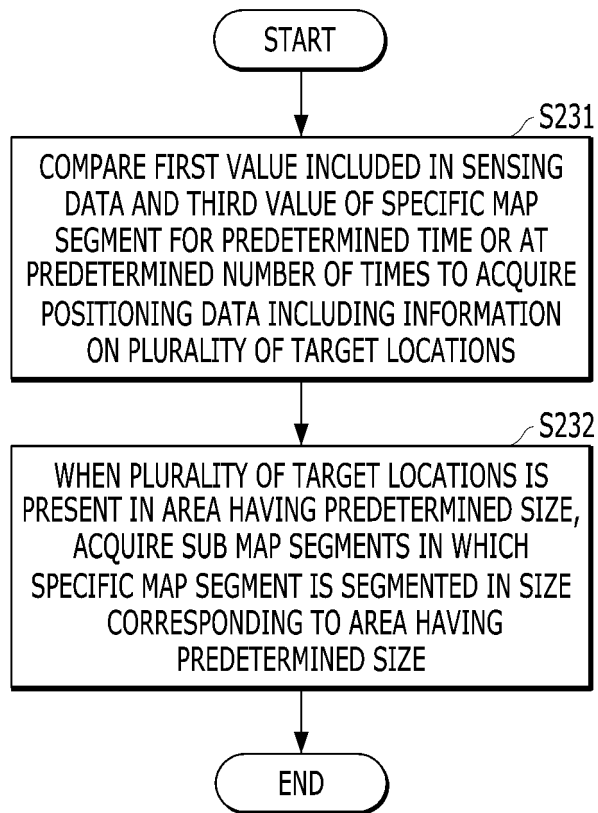 START
S231
COMPARE FIRST VALUE INCLUDED IN SENSING
DATA AND THIRD VALUE OF SPECIFIC MAP
SEGMENT FOR PREDETERMINED TIME OR AT
PREDETERMINED NUMBER OF TIMES TO ACQUIRE
POSITIONING DATA INCLUDING INFORMATION
ON PLURALITY OF TARGET LOCATIONS
S232
WHEN PLURALITY OF TARGET LOCATIONS IS
PRESENT IN AREA HAVING PREDETERMINED SIZE,
ACQUIRE SUB MAP SEGMENTS IN WHICH
SPECIFIC MAP SEGMENT IS SEGMENTED IN SIZE
CORRESPONDING TO AREA HAVING
PREDETERMINED SIZE
END